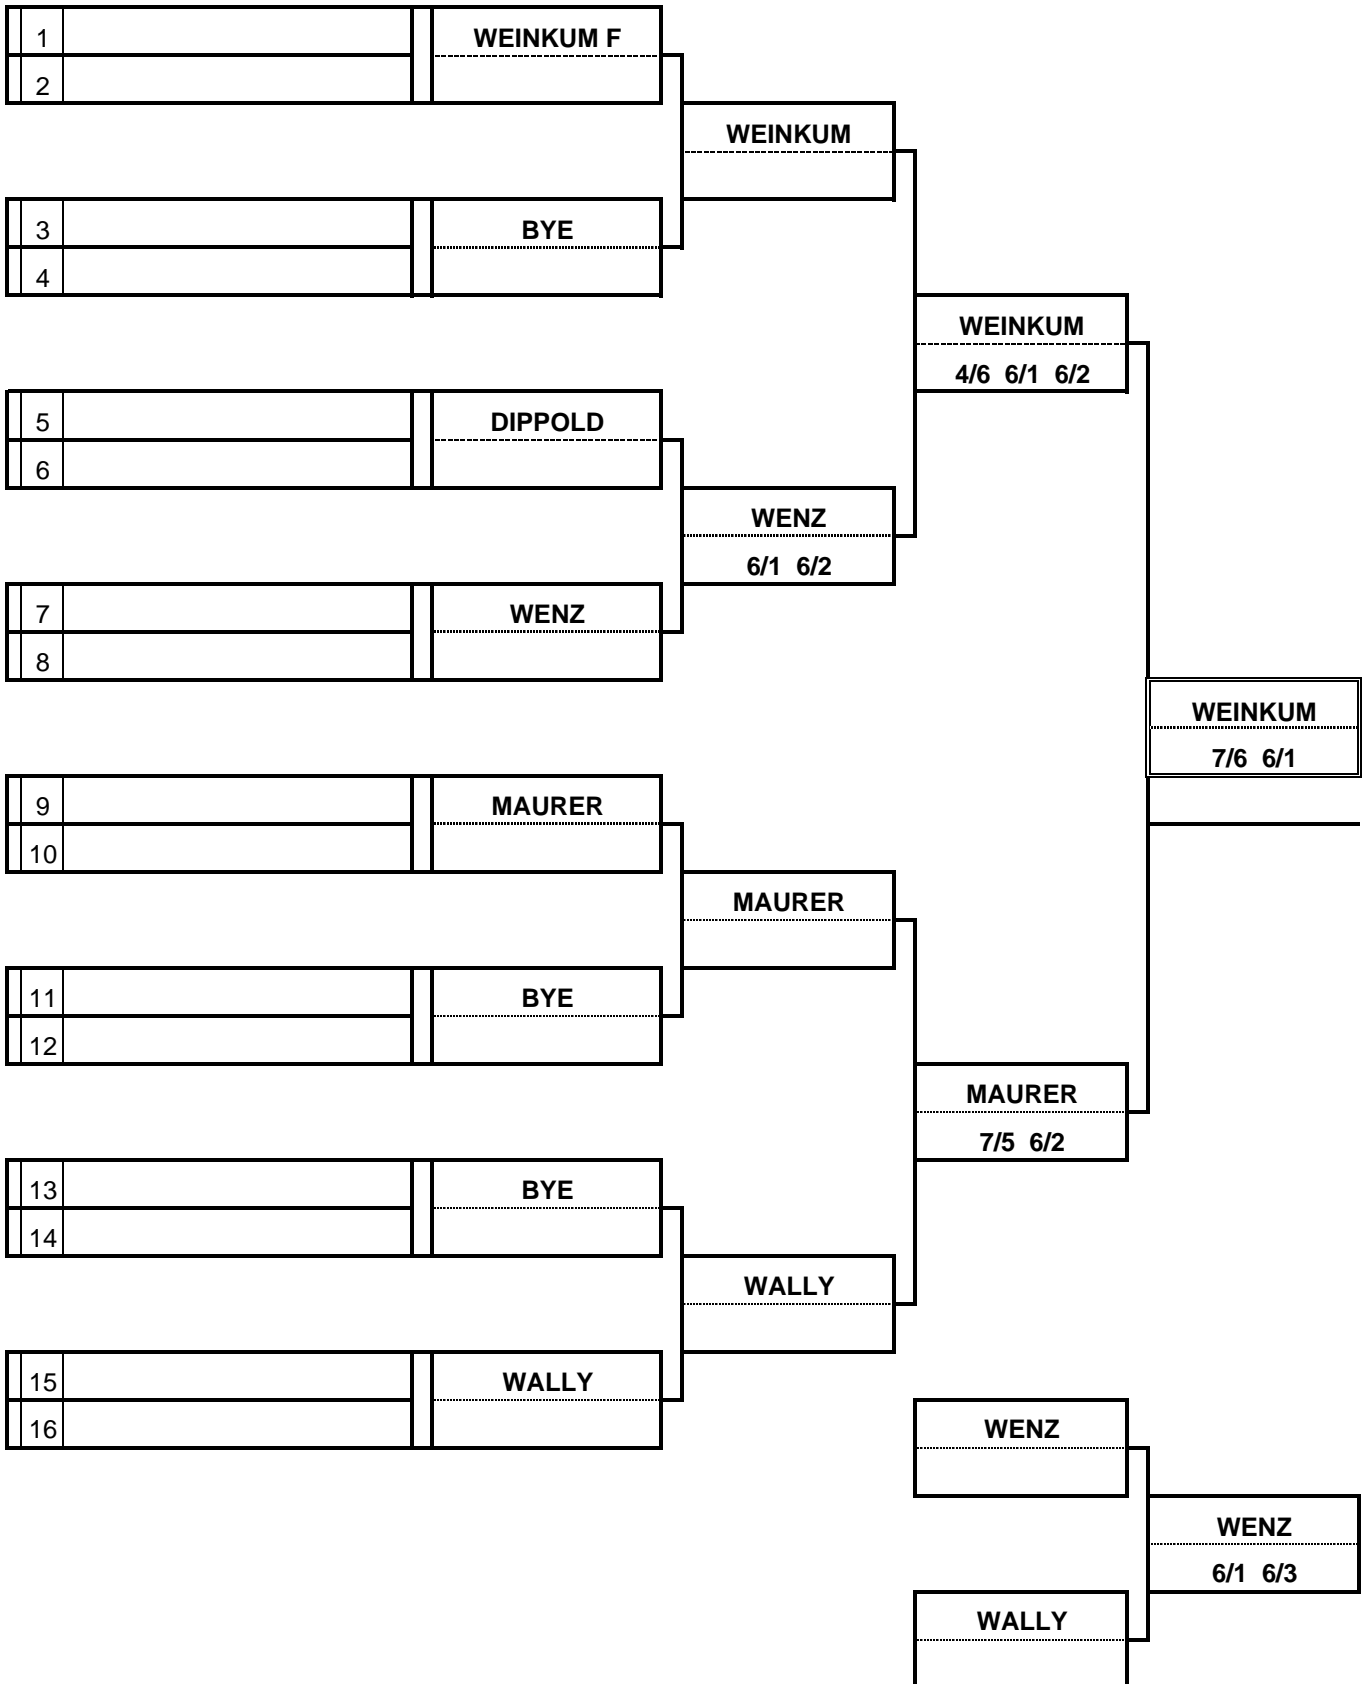 1
WEINKUM F
2
WEINKUM
3
BYE
4
WEINKUM
4/6 6/1 6/2
5
DIPPOLD
6
WENZ
6/1 6/2
7
WENZ
8
WEINKUM
7/6 6/1
9
MAURER
10
MAURER
11
BYE
12
MAURER
7/5 6/2
13
BYE
14
WALLY
15
WALLY
16
WENZ
WENZ
6/1 6/3
WALLY